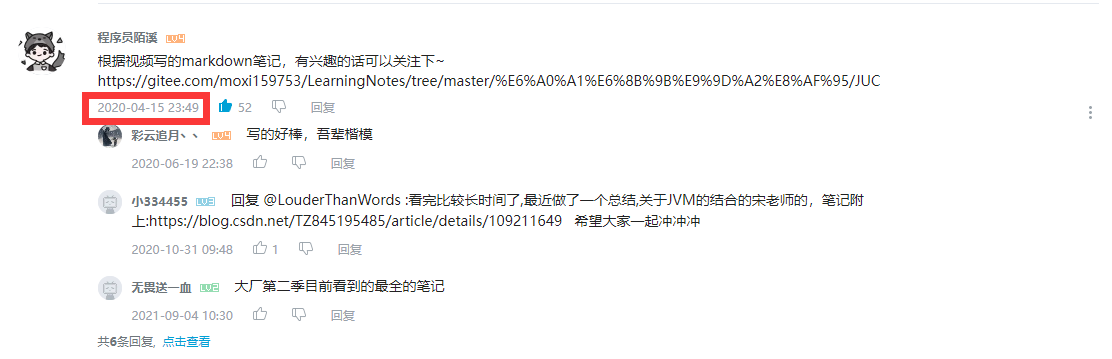 程序员陌溪 LV4
根据视频写的markdown笔记，有兴趣的话可以关注下~
https://gitee.com/moxi159753/LearningNotes/tree/master/%E6%A0%A1%E6%8B%9B%E9%9D%A2%E8%AF%95/JUC
2020-04-15 23:49 52 回复
彩云追月丶丶 LV4 写的好棒，吾辈楷模
2020-06-19 22:38 回复
小334455 LV3 回复 @LouderThanWords :看完比较长时间了,最近做了一个总结,关于JVM的结合的宋老师的，笔记附
上:https://blog.csdn.net/TZ845195485/article/details/109211649 希望大家一起冲冲冲
2020-10-31 09:48 1 回复
无畏送一血 LV2 大厂第二季目前看到的最全的笔记
2021-09-04 10:30 回复
共6条回复, 点击查看